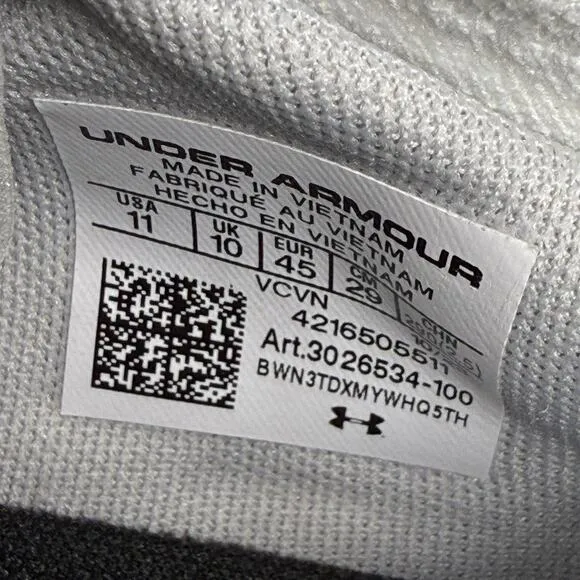 UNDER ARMOUR
MADE IN VIETNAM
FABRIQUÉ AU VIETNAM
HECHO EN VIETNAM
USA UK EUR CM CHN
11 10 45 29
VCVN
4216505511
Art.3026534-100
BWN3TDXMYWHQ5TH